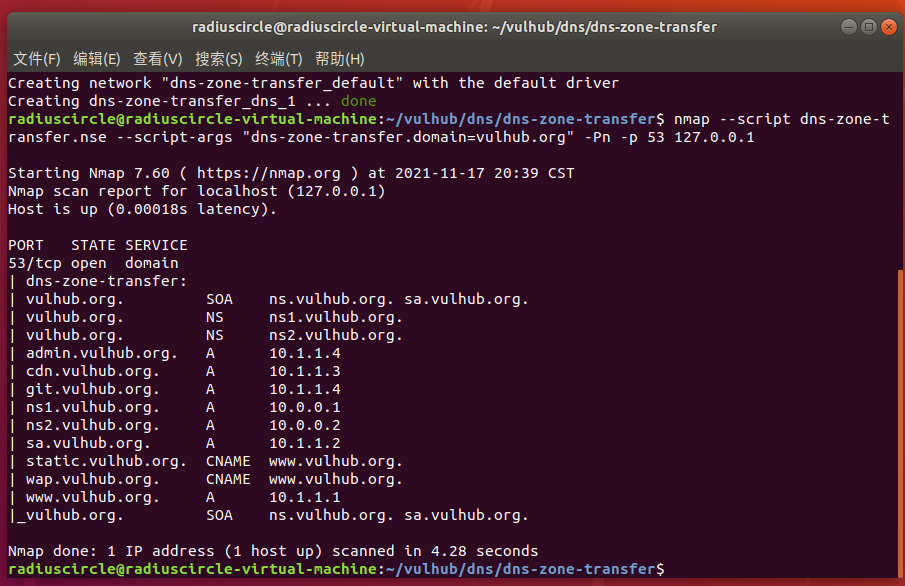 radiuscircle@radiuscircle-virtual-machine: ~/vulhub/dns/dns-zone-transfer
文件(F) 编辑(E) 查看(V) 搜索(S) 终端(T) 帮助(H)
Creating network "dns-zone-transfer_default" with the default driver
Creating dns-zone-transfer_dns_1 ... done
radiuscircle@radiuscircle-virtual-machine:~/vulhub/dns/dns-zone-transfer$ nmap --script dns-zone-t
ransfer.nse --script-args "dns-zone-transfer.domain=vulhub.org" -Pn -p 53 127.0.0.1
Starting Nmap 7.60 ( https://nmap.org ) at 2021-11-17 20:39 CST
Nmap scan report for localhost (127.0.0.1)
Host is up (0.00018s latency).
PORT   STATE SERVICE
53/tcp open  domain
| dns-zone-transfer:
| vulhub.org.         SOA    ns.vulhub.org. sa.vulhub.org.
| vulhub.org.         NS     ns1.vulhub.org.
| vulhub.org.         NS     ns2.vulhub.org.
| admin.vulhub.org.   A      10.1.1.4
| cdn.vulhub.org.     A      10.1.1.3
| git.vulhub.org.     A      10.1.1.4
| ns1.vulhub.org.     A      10.0.0.1
| ns2.vulhub.org.     A      10.0.0.2
| sa.vulhub.org.      A      10.1.1.2
| static.vulhub.org.  CNAME  www.vulhub.org.
| wap.vulhub.org.     CNAME  www.vulhub.org.
| www.vulhub.org.     A      10.1.1.1
|_vulhub.org.         SOA    ns.vulhub.org. sa.vulhub.org.
Nmap done: 1 IP address (1 host up) scanned in 4.28 seconds
radiuscircle@radiuscircle-virtual-machine:~/vulhub/dns/dns-zone-transfer$